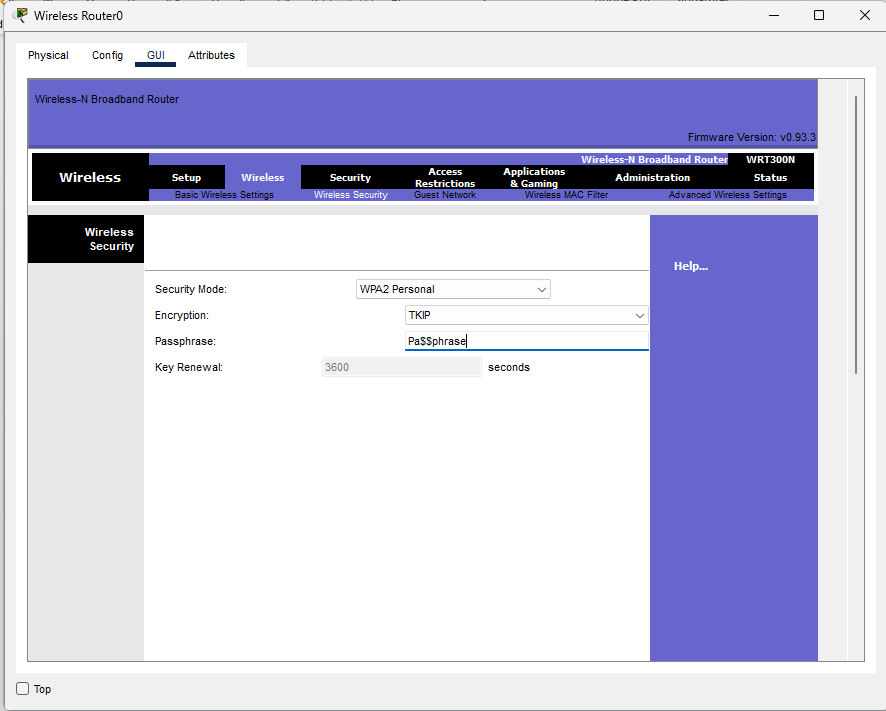 Wireless Router0
Physical Config GUI Attributes
Wireless-N Broadband Router
Firmware Version: v0.93.3
Wireless-N Broadband Router WRT300N
Wireless
Setup Wireless Security Access Restrictions Applications & Gaming Administration Status
Basic Wireless Settings Wireless Security Guest Network Wireless MAC Filter Advanced Wireless Settings
Wireless
Security
Help...
Security Mode: WPA2 Personal
Encryption: TKIP
Passphrase: Pa$$phrase
Key Renewal: 3600 seconds
Top